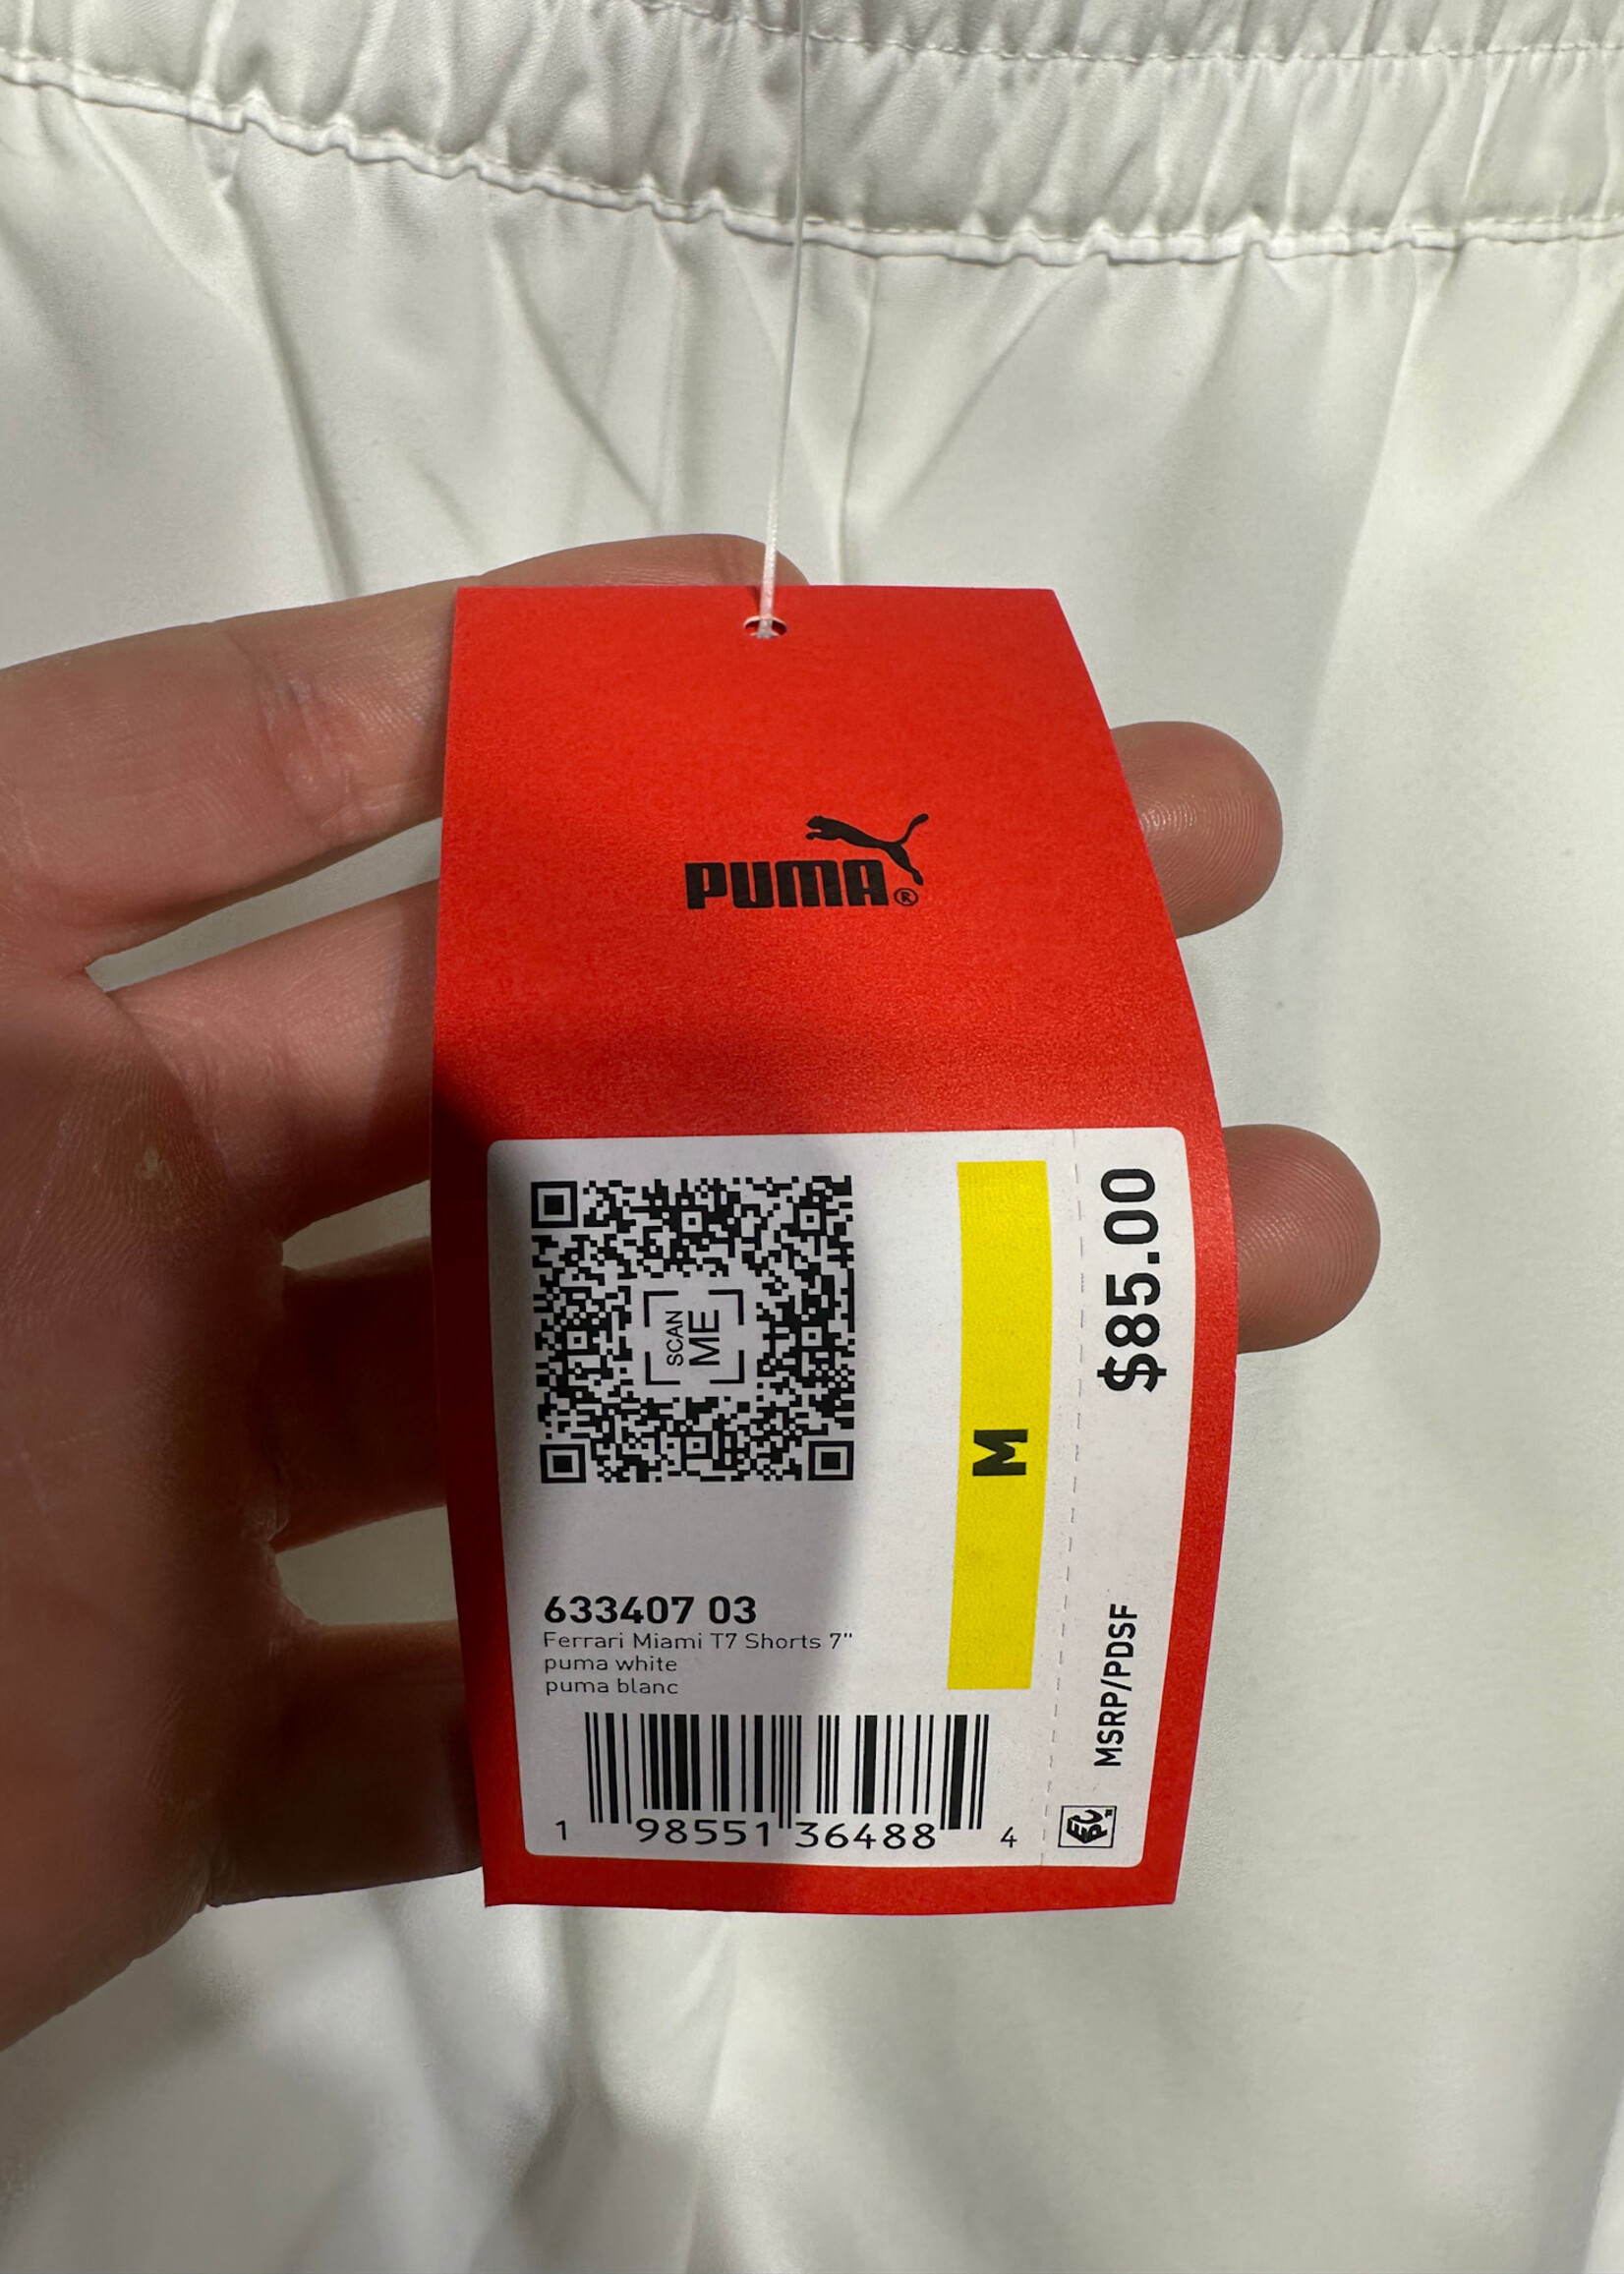 PUMA®
SCAN
ME
M
$85.00
633407 03
Ferrari Miami T7 Shorts 7"
puma white
puma blanc
MSRP/PDSF
1 98551 36488 4